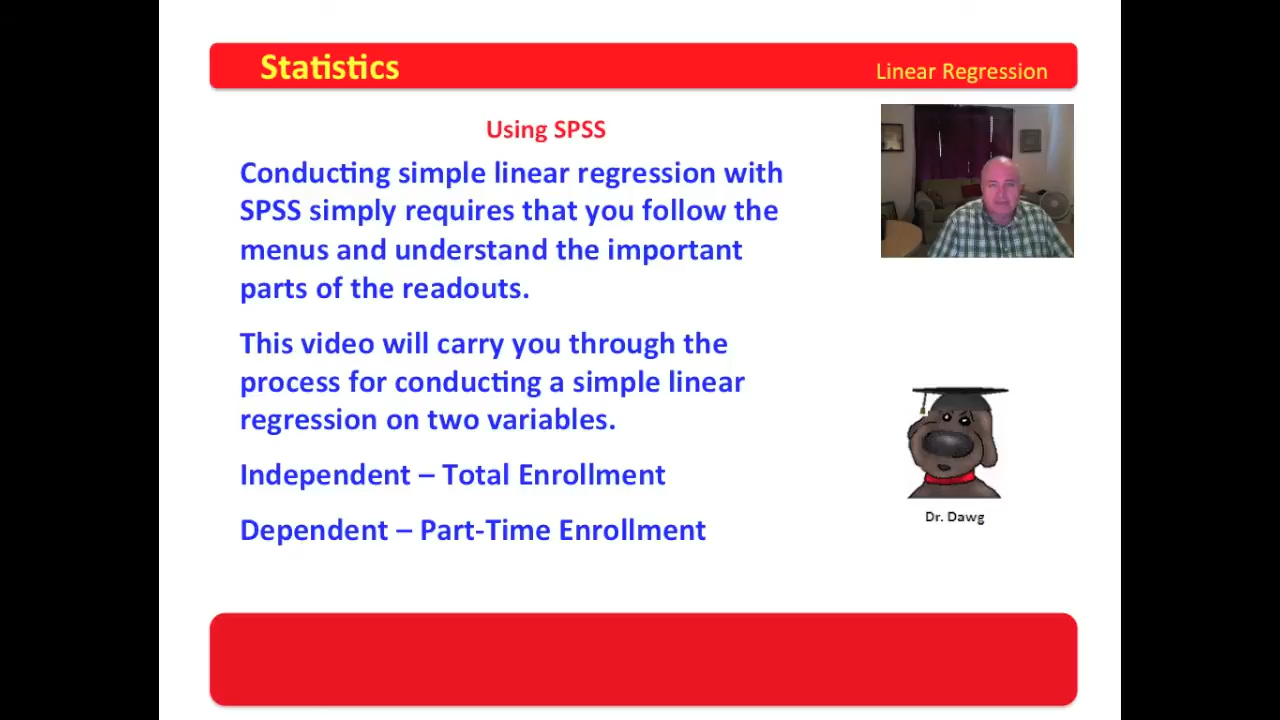 Statistics
Linear Regression
Using SPSS
Conducting simple linear regression with
SPSS simply requires that you follow the
menus and understand the important
parts of the readouts.
This video will carry you through the
process for conducting a simple linear
regression on two variables.
Independent – Total Enrollment
Dependent – Part-Time Enrollment
Dr. Dawg